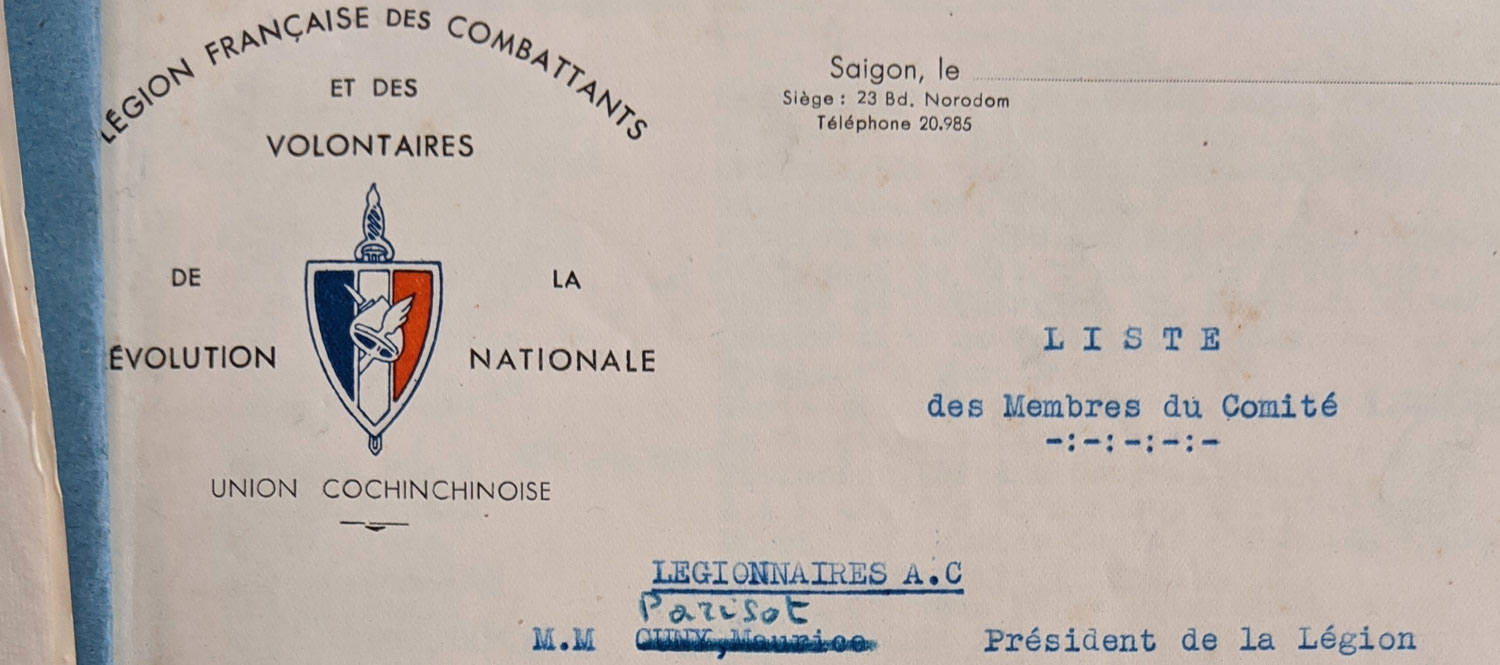 LÉGION FRANÇAISE DES COMBATTANTS
ET DES
VOLONTAIRES
DE LA
ÉVOLUTION NATIONALE
UNION COCHINCHINOISE
Saigon, le
Siège : 23 Bd. Norodom
Téléphone 20.985
LISTE
des Membres du Comité
-:-:-:-:-
LEGIONNAIRES A.C
Parisot
M.M CUNY, Maurice Président de la Légion